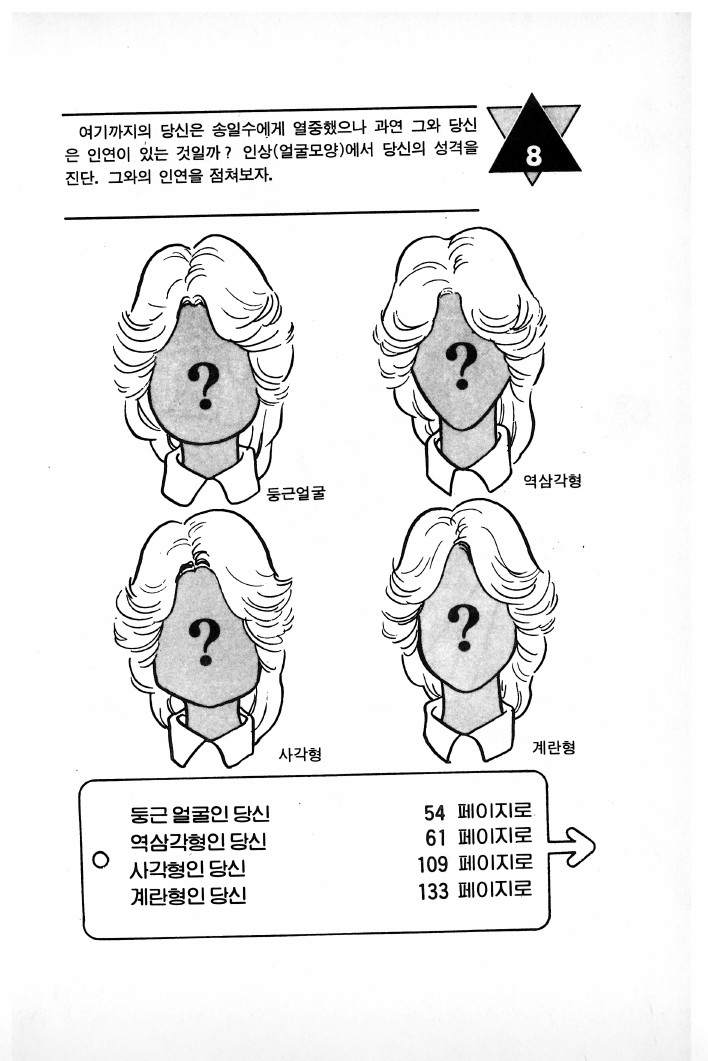 여기까지의 당신은 송일수에게 열중했으나 과연 그와 당신
은 인연이 있는 것일까? 인상(얼굴모양)에서 당신의 성격을
진단. 그와의 인연을 점쳐보자.
8
?
?
둥근얼굴
역삼각형
?
?
사각형
계란형
둥근 얼굴인 당신 54 페이지로
역삼각형인 당신 61 페이지로
사각형인 당신 109 페이지로
계란형인 당신 133 페이지로